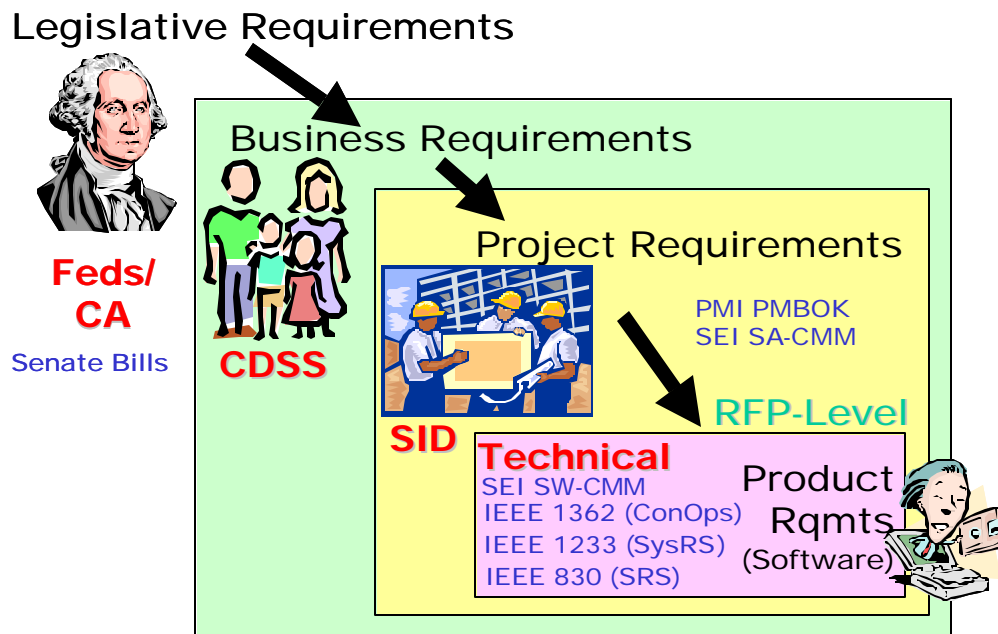 Legislative Requirements
Business Requirements
Project Requirements
Feds/
CA
Senate Bills
CDSS
PMI PMBOK
SEI SA-CMM
SID
RFP-Level
Technical
SEI SW-CMM
IEEE 1362 (ConOps)
IEEE 1233 (SysRS)
IEEE 830 (SRS)
Product
Rqmts
(Software)